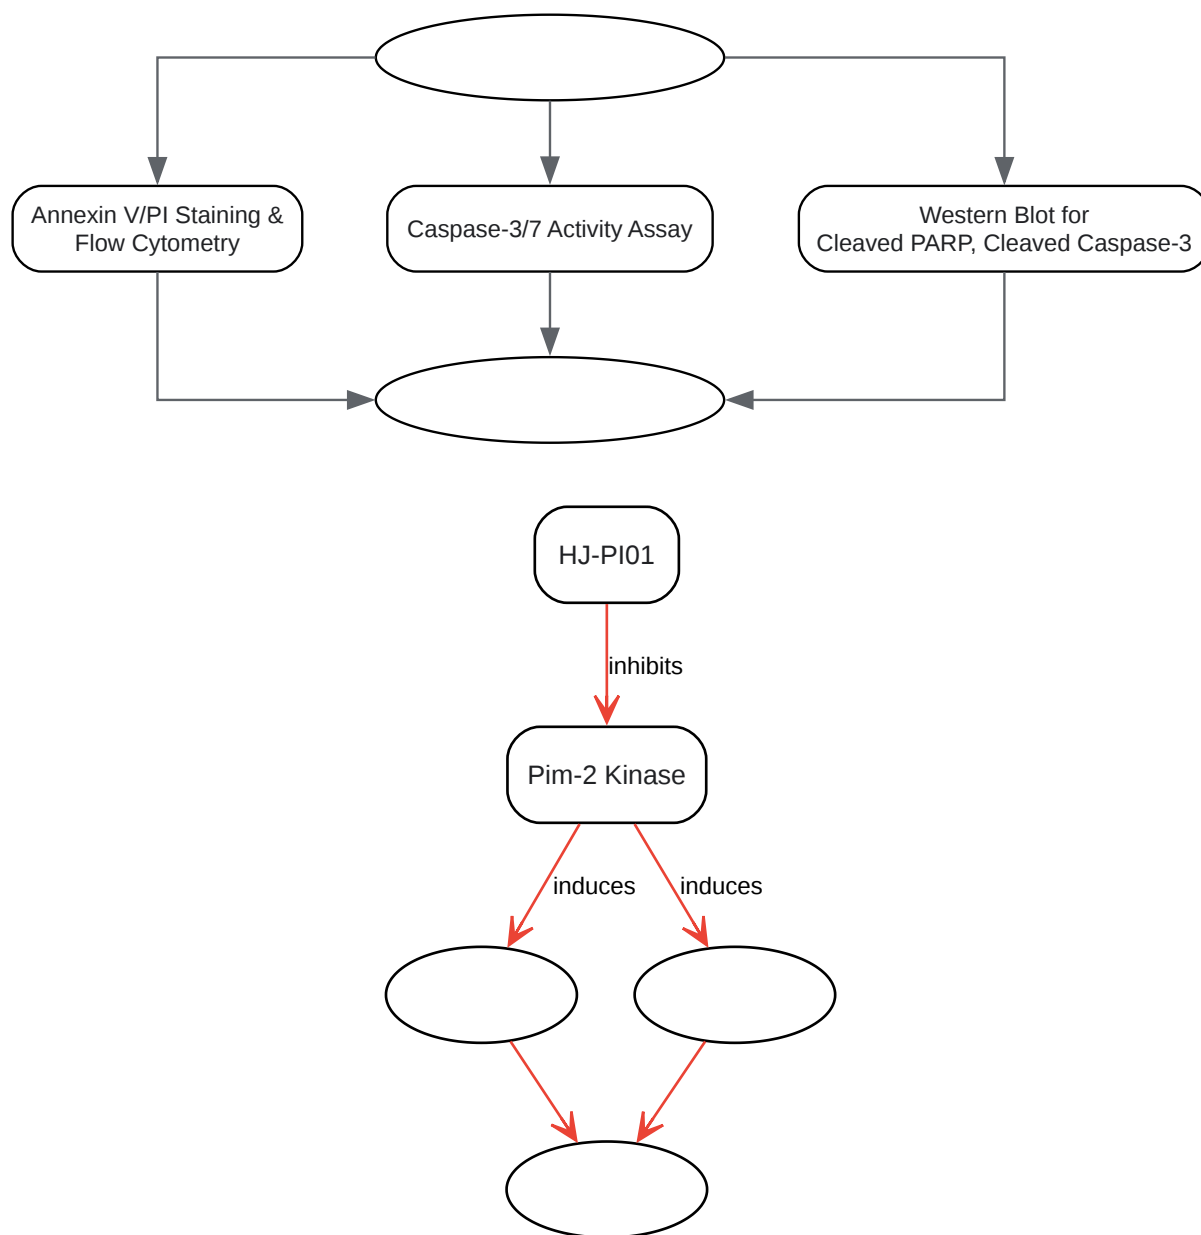 Annexin V/PI Staining &
Flow Cytometry
Caspase-3/7 Activity Assay
Western Blot for
Cleaved PARP, Cleaved Caspase-3
HJ-PI01
inhibits
Pim-2 Kinase
induces
induces